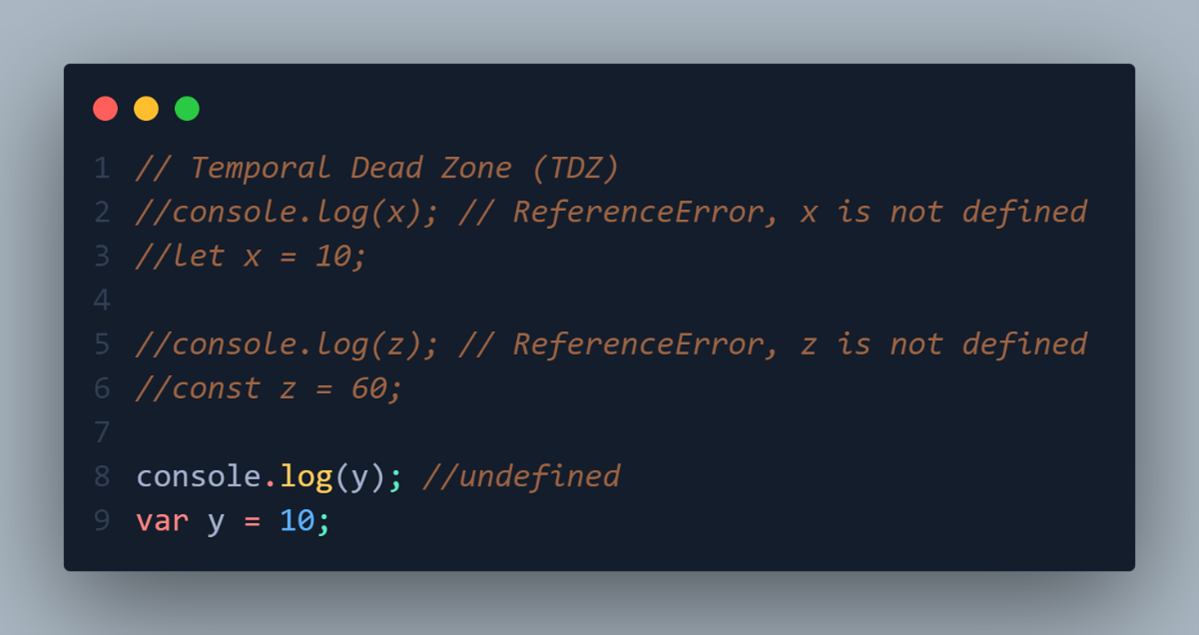 1 // Temporal Dead Zone (TDZ)
2 //console.log(x); // ReferenceError, x is not defined
3 //let x = 10;
4
5 //console.log(z); // ReferenceError, z is not defined
6 //const z = 60;
7
8 console.log(y); //undefined
9 var y = 10;